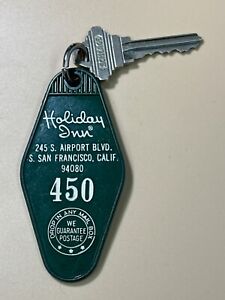 Holiday
Inn®
245 S. AIRPORT BLVD.
S. SAN FRANCISCO, CALIF.
94080
450
DROP IN ANY MAIL BOX
WE
GUARANTEE
POSTAGE